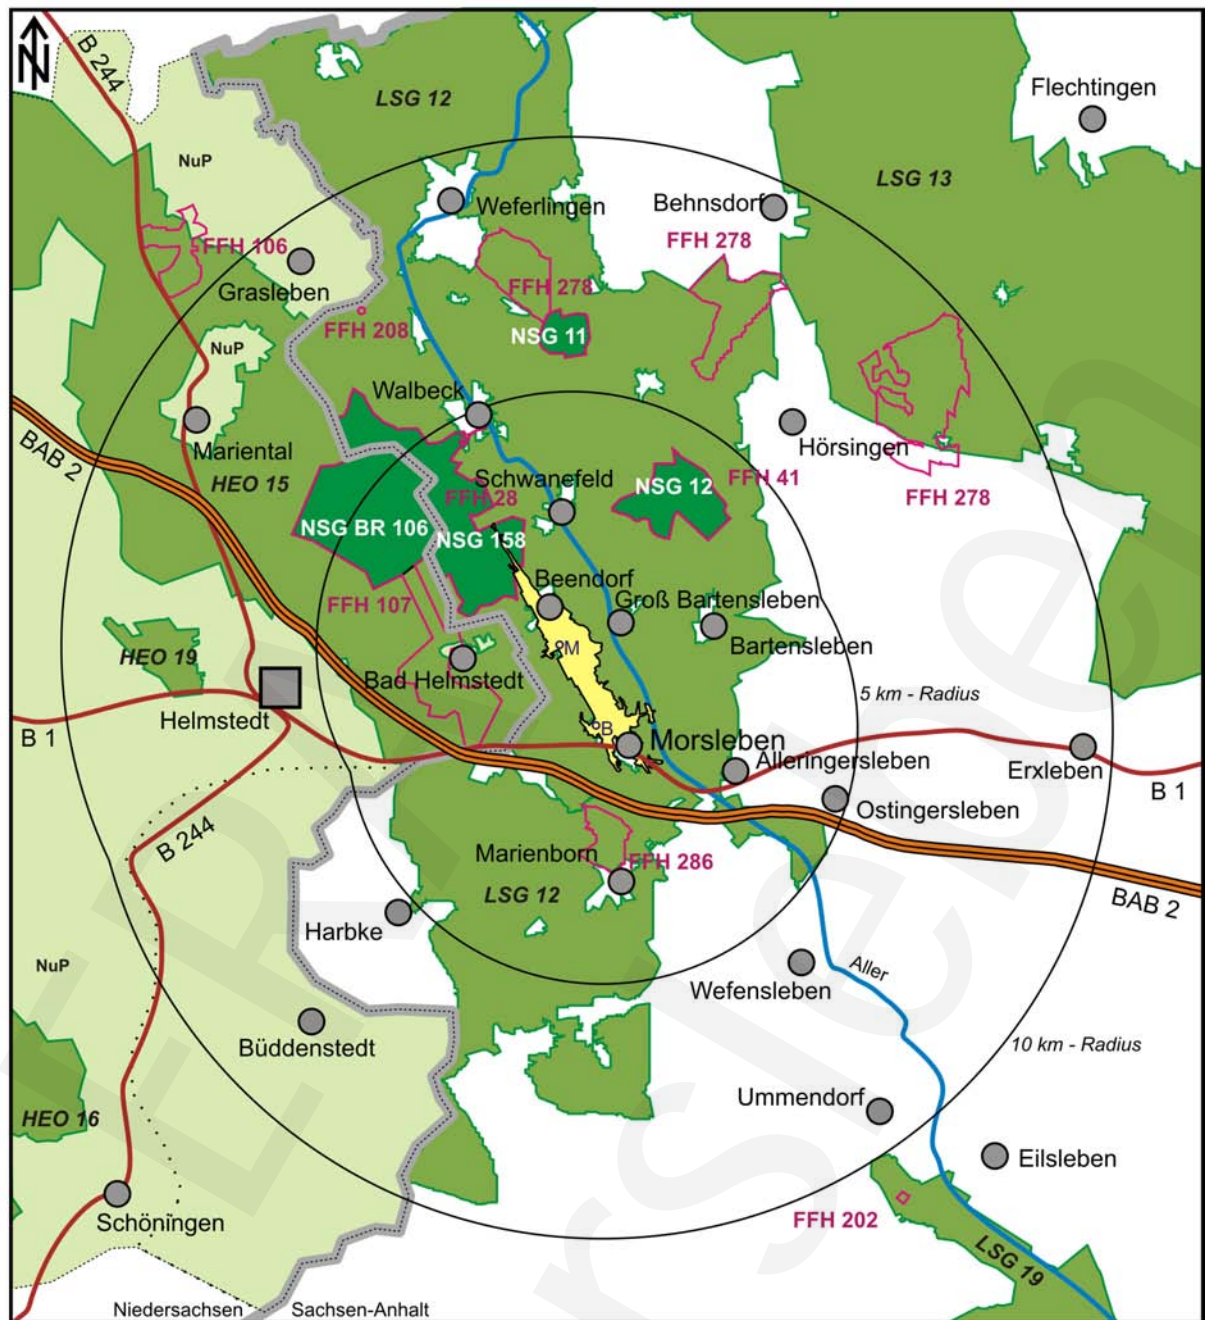 N
B 244
LSG 12
Flechtingen
NuP
LSG 13
Weferlingen
Behnsdorf
FFH 106
FFH 278
Grasleben
FFH 278
FFH 208
NSG 11
NuP
Walbeck
Mariental
Hörsingen
BAB 2
HEO 15
Schwanefeld
FFH 41
FFH 28
NSG 12
FFH 278
NSG BR 106
NSG 158
Beendorf
FFH 107
Groß Bartensleben
HEO 19
M
Bartensleben
Bad Helmstedt
5 km - Radius
Helmstedt
B
B 1
Morsleben
Alleringersleben
Erxleben
B 1
Ostingersleben
B 244
Marienborn
FFH 286
LSG 12
BAB 2
Harbke
NuP
Aller
Wefensleben
Büddenstedt
10 km - Radius
Ummendorf
HEO 16
Eilsleben
Schöningen
FFH 202
LSG 19
Niedersachsen
Sachsen-Anhalt